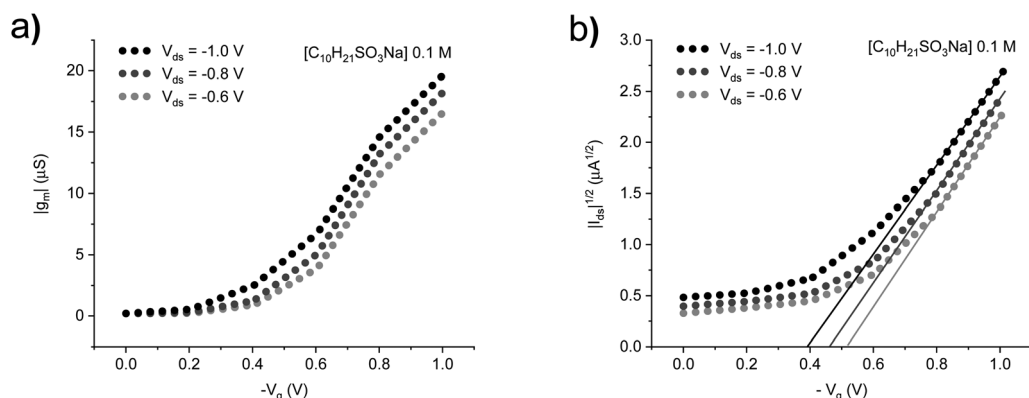 a)
V_ds = -1.0 V
V_ds = -0.8 V
V_ds = -0.6 V
[C₁₀H₂₁SO₃Na] 0.1 M
20
15
10
5
0
|g_m| (μS)
0.0 0.2 0.4 0.6 0.8 1.0
-V_g (V)
b)
V_ds = -1.0 V
V_ds = -0.8 V
V_ds = -0.6 V
[C₁₀H₂₁SO₃Na] 0.1 M
3.0
2.5
2.0
1.5
1.0
0.5
0.0
|I_ds|^1/2 (μA^1/2)
0.0 0.2 0.4 0.6 0.8 1.0
- V_g (V)